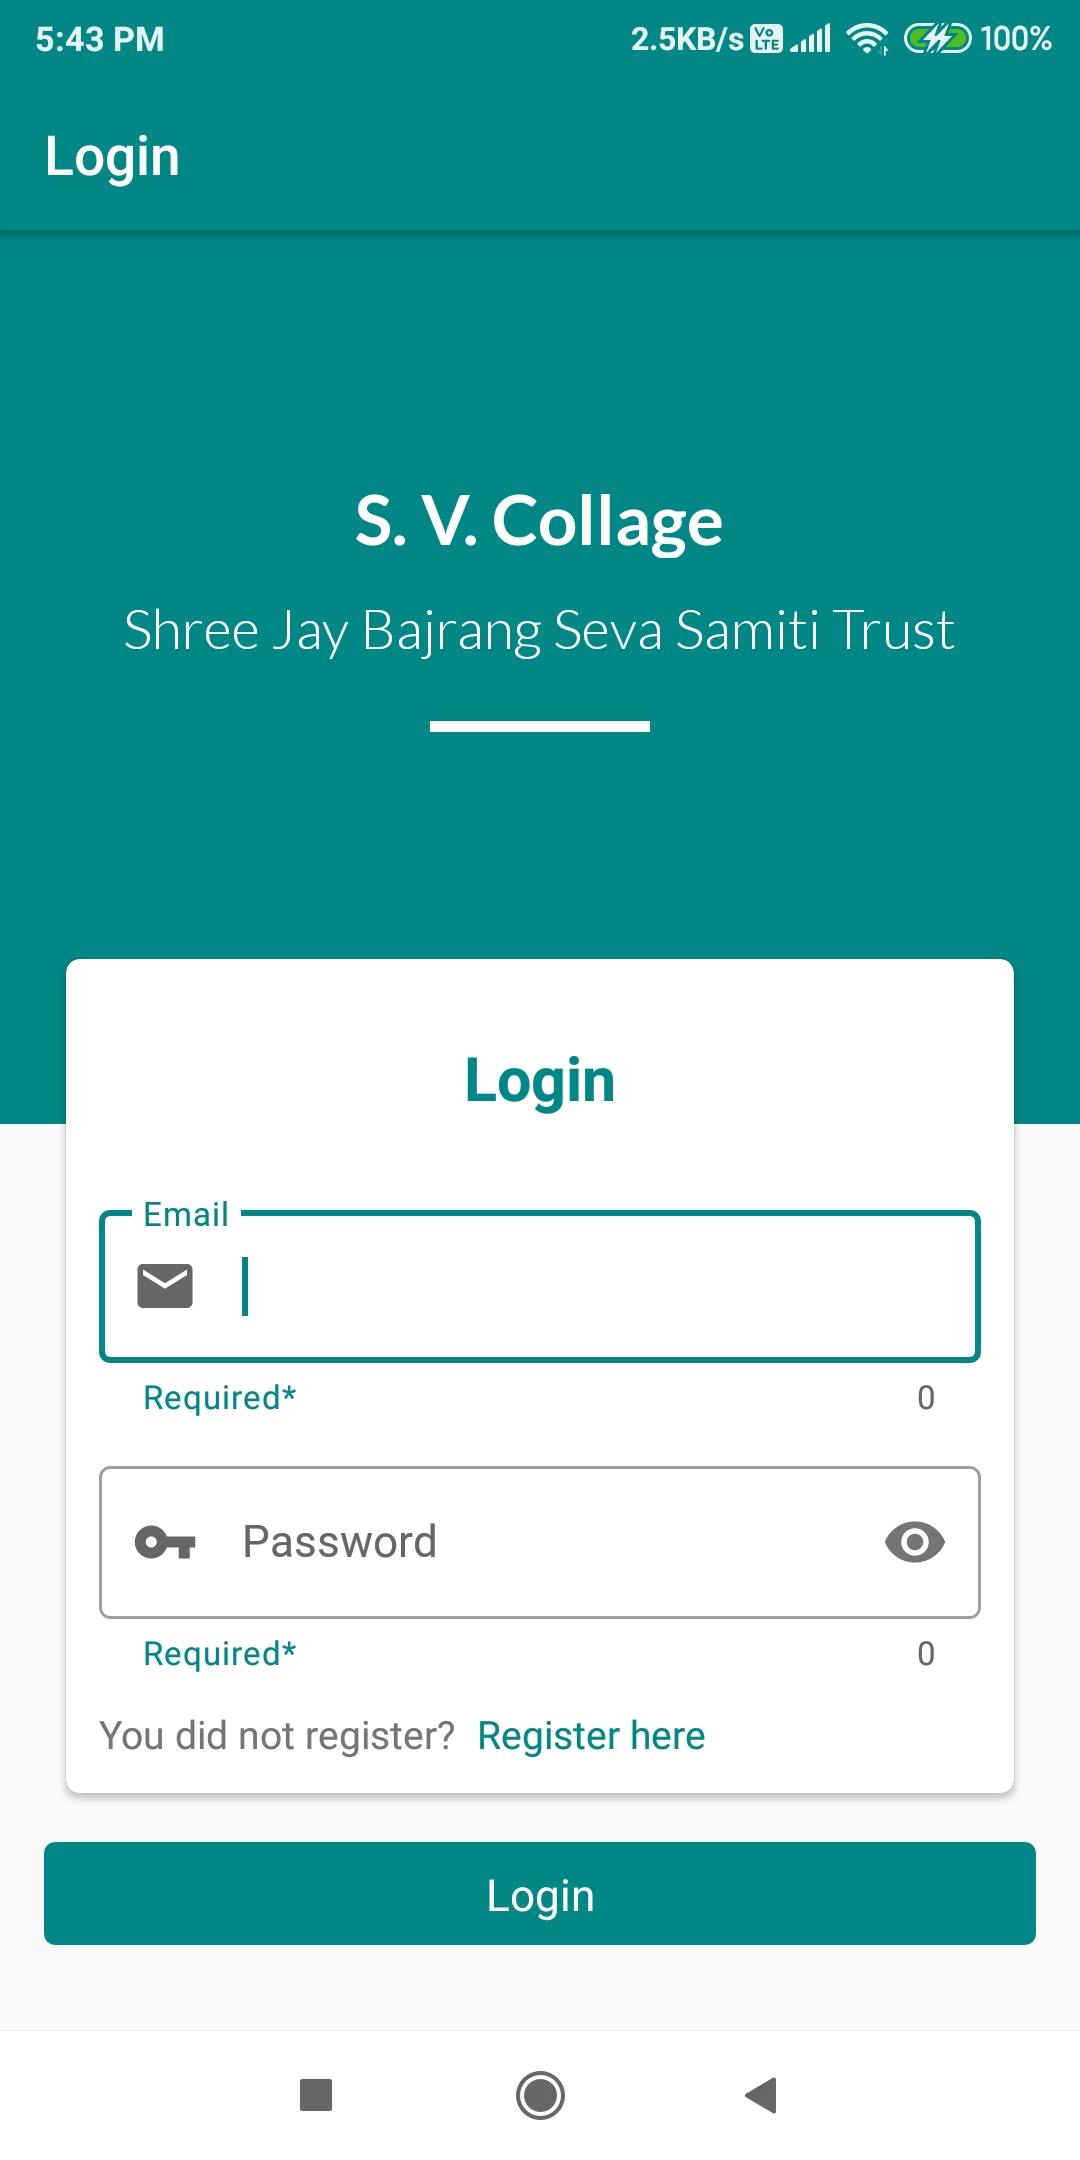 5:43 PM 2.5KB/s Vo LTE 100%
Login
S. V. Collage
Shree Jay Bajrang Seva Samiti Trust
Login
Email
Required* 0
Password
Required* 0
You did not register? Register here
Login